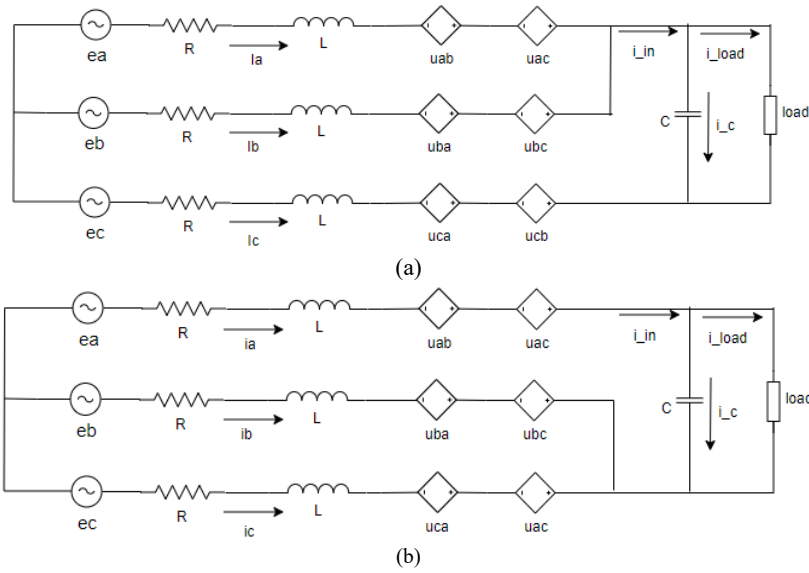 ea R Ia L uab uac i_in i_load
eb R Ib L uba ubc C i_c load
ec R Ic L uca ucb
(a)
ea R ia L uab uac i_in i_load
eb R ib L uba ubc C i_c load
ec R ic L uca uac
(b)